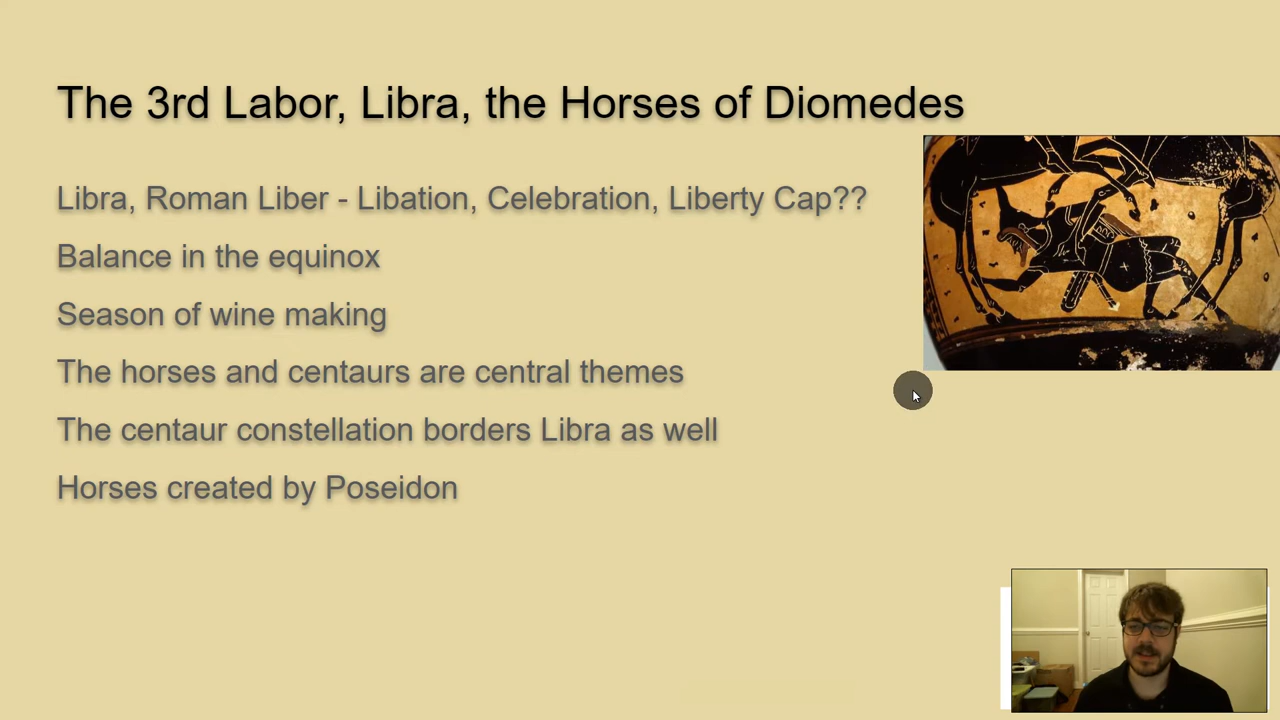 The 3rd Labor, Libra, the Horses of Diomedes
Libra, Roman Liber - Libation, Celebration, Liberty Cap??
Balance in the equinox
Season of wine making
The horses and centaurs are central themes
The centaur constellation borders Libra as well
Horses created by Poseidon